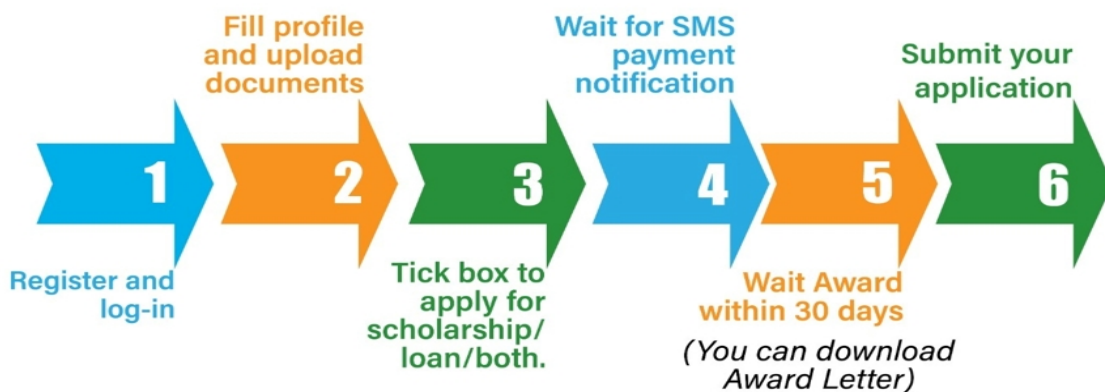 1
Register and
log-in
Fill profile
and upload
documents
2
3
Tick box to
apply for
scholarship/
loan/both.
Wait for SMS
payment
notification
4
5
Wait Award
within 30 days
(You can download
Award Letter)
Submit your
application
6